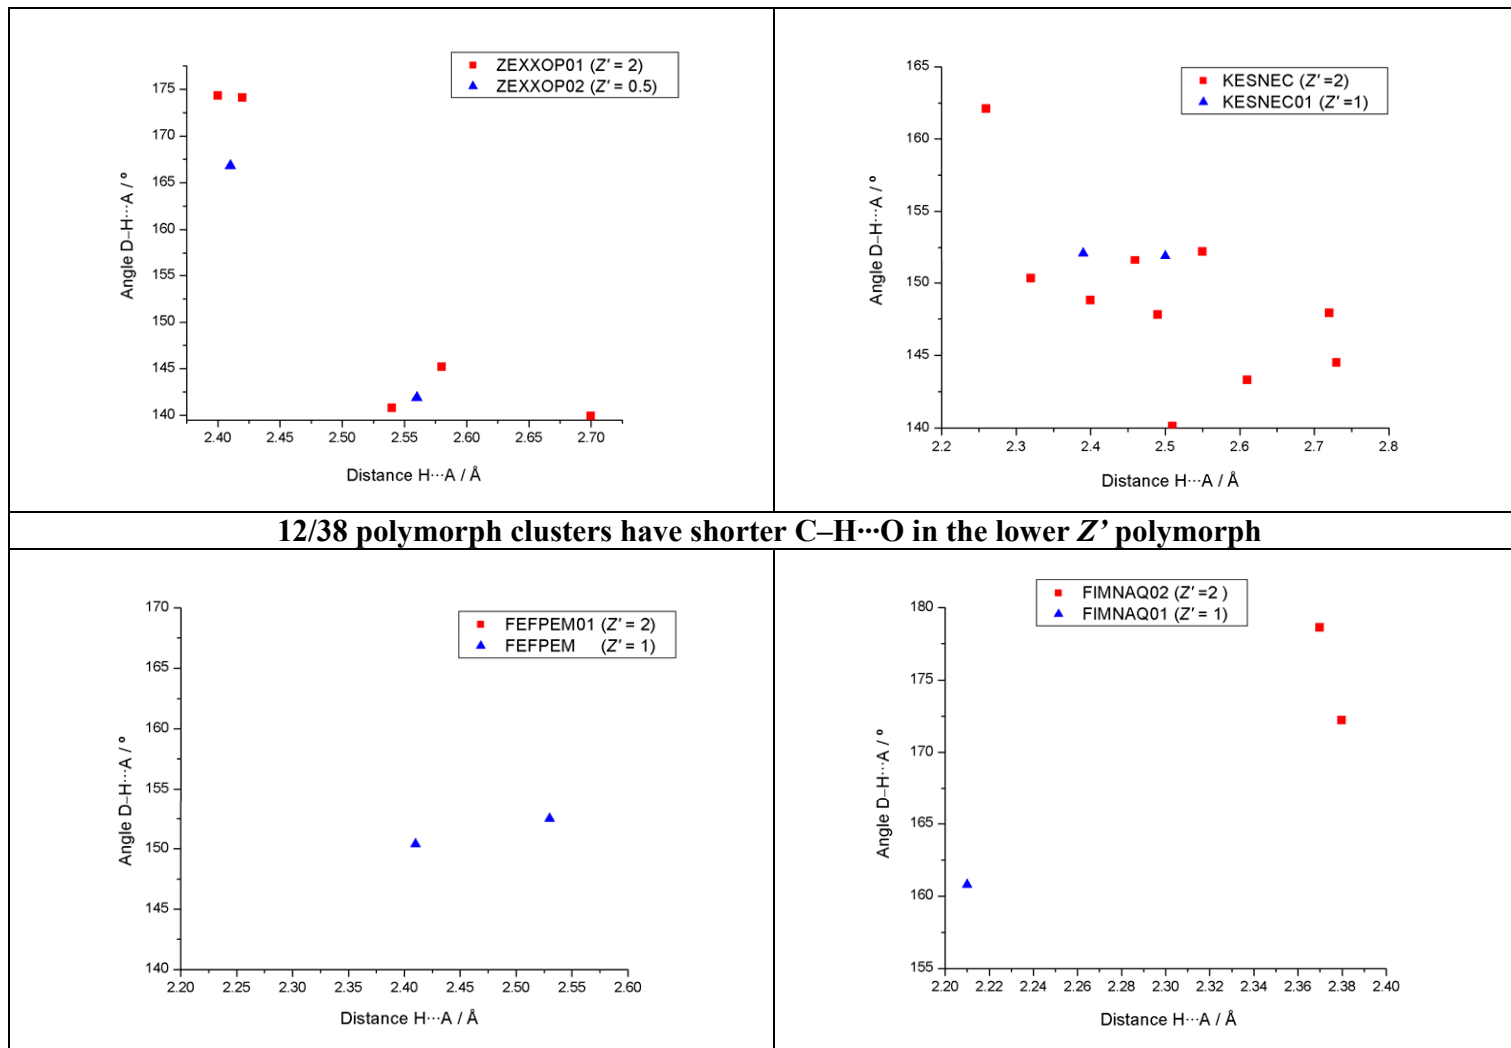 ZEXXOP01 (Z' = 2)
ZEXXOP02 (Z' = 0.5)
175
170
165
160
155
150
145
140
Angle D–H···A / º
2.40 2.45 2.50 2.55 2.60 2.65 2.70
Distance H···A / Å
KESNEC (Z' =2)
KESNEC01 (Z' =1)
165
160
155
150
145
140
Angle D–H···A / º
2.2 2.3 2.4 2.5 2.6 2.7 2.8
Distance H···A / Å
12/38 polymorph clusters have shorter C–H···O in the lower Z’ polymorph
FEFPEM01 (Z' = 2)
FEFPEM (Z' = 1)
170
165
160
155
150
145
140
Angle D–H···A / º
2.20 2.25 2.30 2.35 2.40 2.45 2.50 2.55 2.60
Distance H···A / Å
FIMNAQ02 (Z' =2 )
FIMNAQ01 (Z' = 1)
180
175
170
165
160
155
Angle D–H···A / º
2.20 2.22 2.24 2.26 2.28 2.30 2.32 2.34 2.36 2.38 2.40
Distance H···A / Å